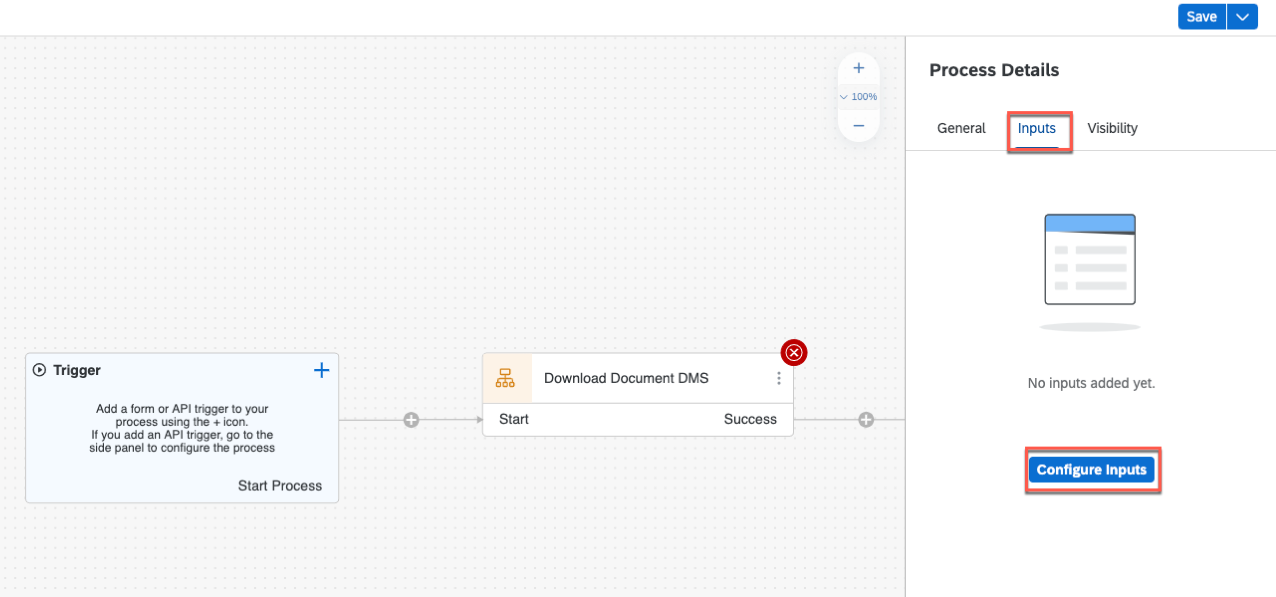 Save
100%
Process Details
General Inputs Visibility
No inputs added yet.
Configure Inputs
Trigger
Add a form or API trigger to your
process using the + icon.
If you add an API trigger, go to the
side panel to configure the process
Start Process
Download Document DMS
Start Success